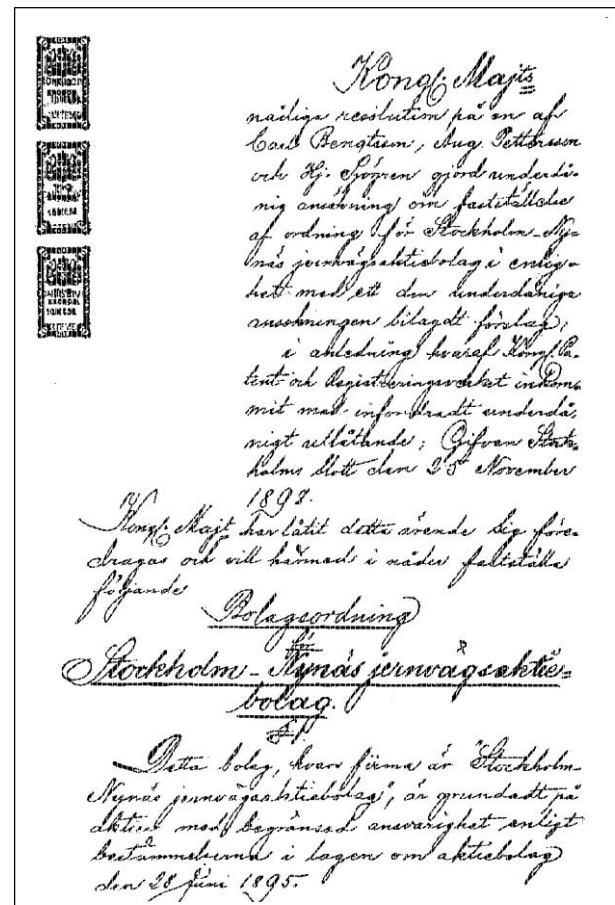 Kongl. Majts
nådiga resolution på en af
Carl Bengtsson, Aug. Pettersson
och Hj. Sjögren gjord underdå-
nig ansökning om fastställelse
af ordning för Stockholm-Ny-
näs jernvägsaktiebolag i enlig-
het med ett den underdåniga
ansökningen bilagdt förslag;
i anledning hvaraf Kongl. Pa-
tent och Registreringsverket inkom-
mit med infordradt underdå-
nigt utlåtande; Gifven Stock-
holms Slott den 25 November
Kongl. Majt har låtit detta ärende sig före-
dragas och vill härmed i nåder fastställa
följande
Bolagsordning
för
Stockholm-Nynäs jernvägsaktie-
bolag.
§ 1.
Detta bolag, hvars firma är "Stockholm-
Nynäs jernvägsaktiebolag", är grundadt på
aktier med begränsad ansvarighet enligt
bestämmelserna i lagen om aktiebolag
den 28 Juni 1895.